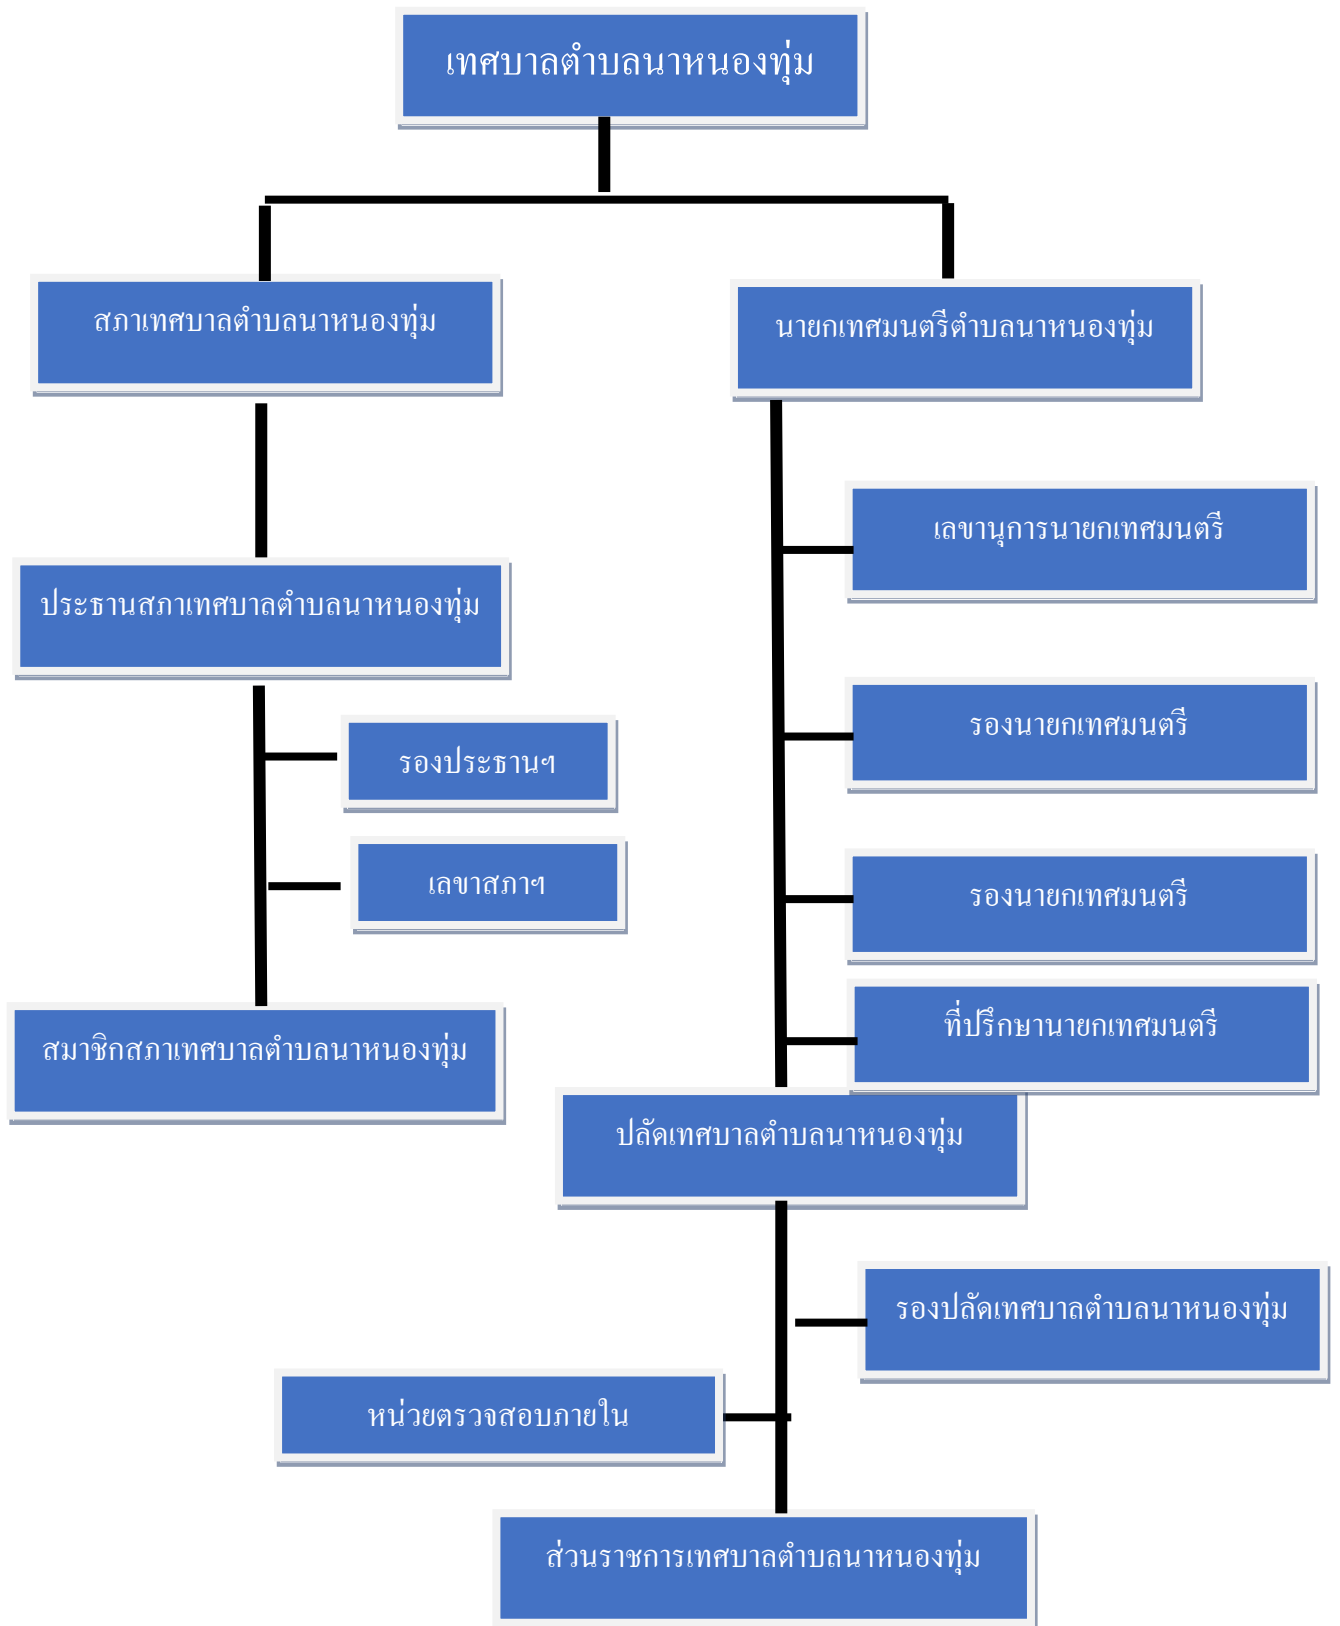 เทศบาลตำบลนาหนองทุ่ม
สภาเทศบาลตำบลนาหนองทุ่ม
นายกเทศมนตรีตำบลนาหนองทุ่ม
เลขานุการนายกเทศมนตรี
ประธานสภาเทศบาลตำบลนาหนองทุ่ม
รองนายกเทศมนตรี
รองประธานฯ
เลขาสภาฯ
รองนายกเทศมนตรี
ที่ปรึกษานายกเทศมนตรี
สมาชิกสภาเทศบาลตำบลนาหนองทุ่ม
ปลัดเทศบาลตำบลนาหนองทุ่ม
รองปลัดเทศบาลตำบลนาหนองทุ่ม
หน่วยตรวจสอบภายใน
ส่วนราชการเทศบาลตำบลนาหนองทุ่ม